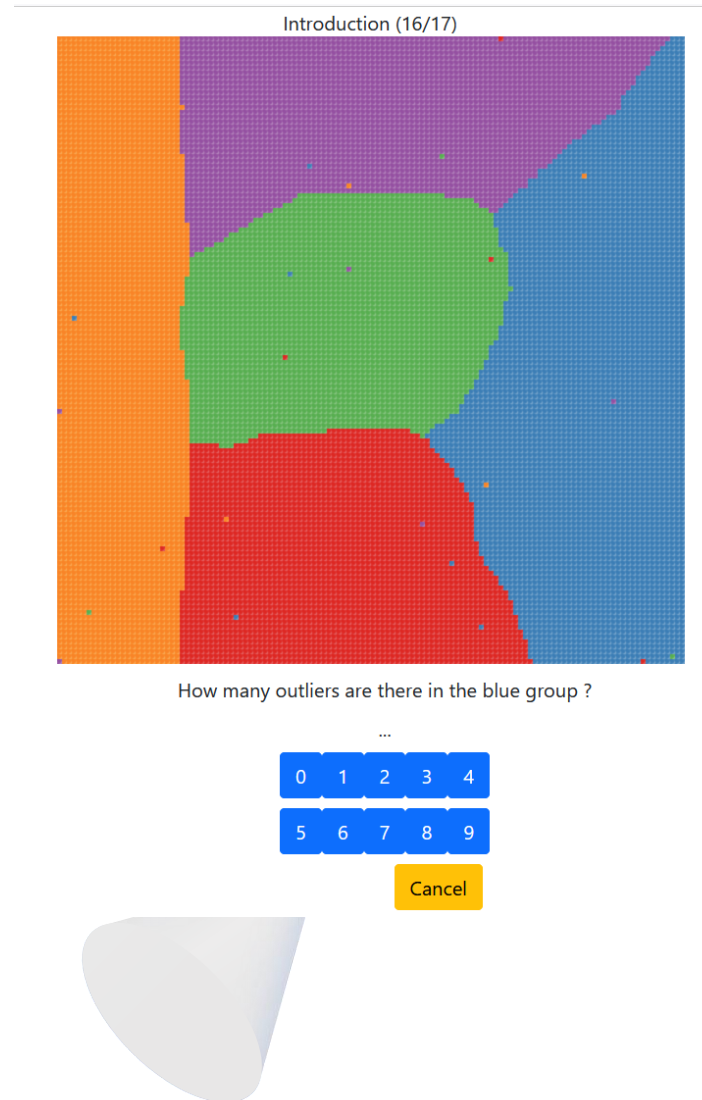 Introduction (16/17)
How many outliers are there in the blue group ?
...
0 1 2 3 4
5 6 7 8 9
Cancel